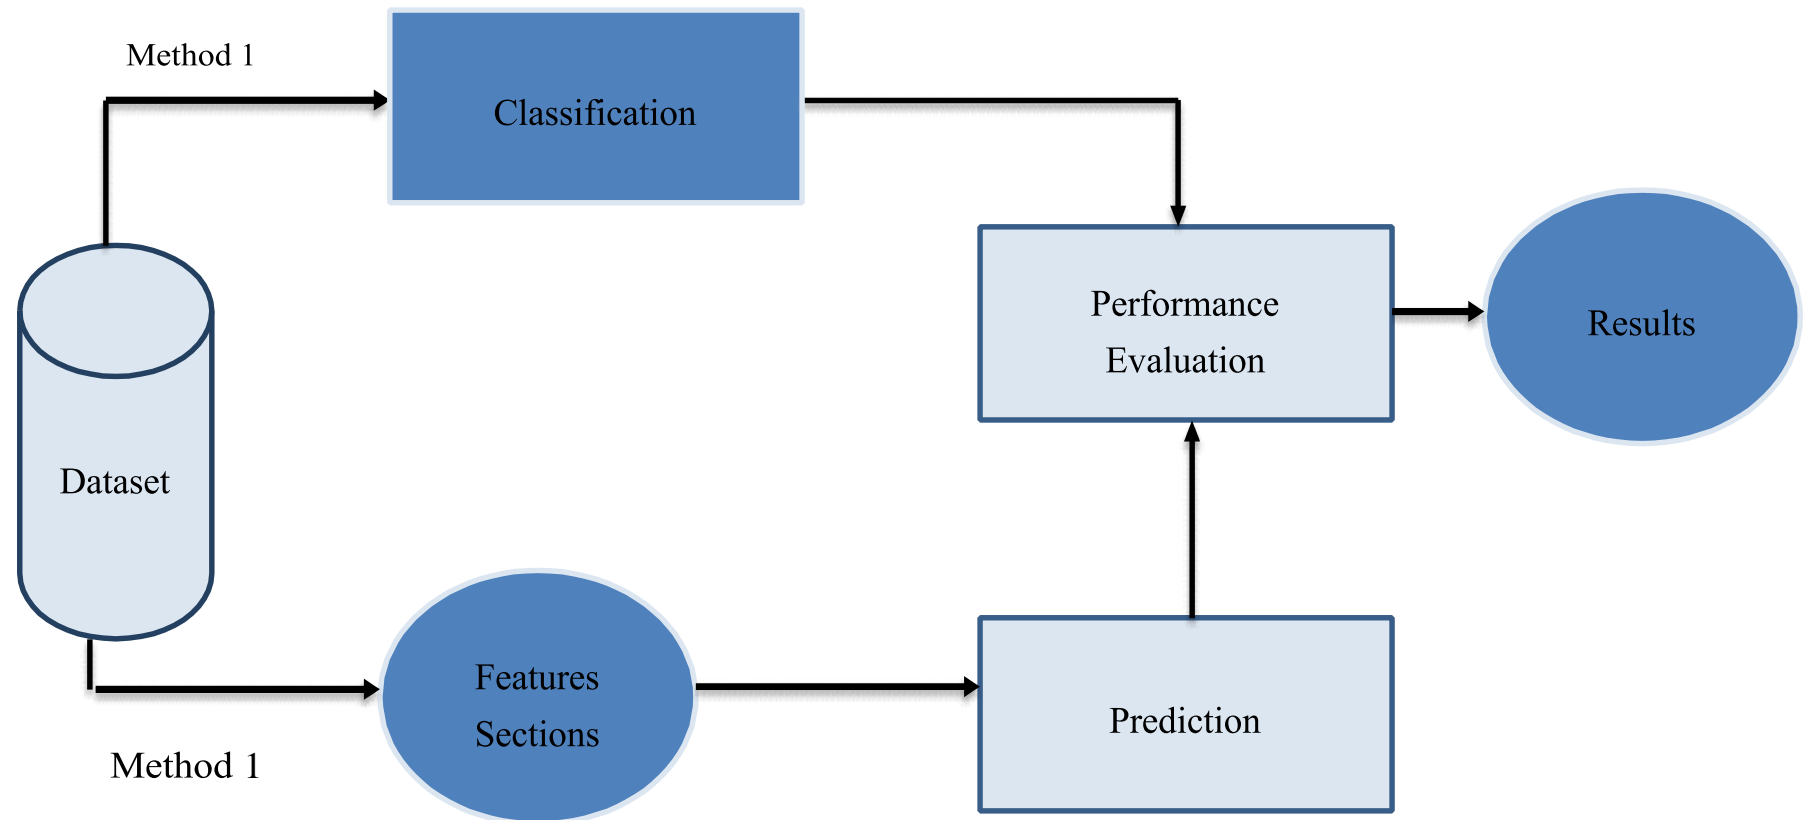 Method 1
Classification
Performance
Evaluation
Results
Dataset
Features
Sections
Prediction
Method 1